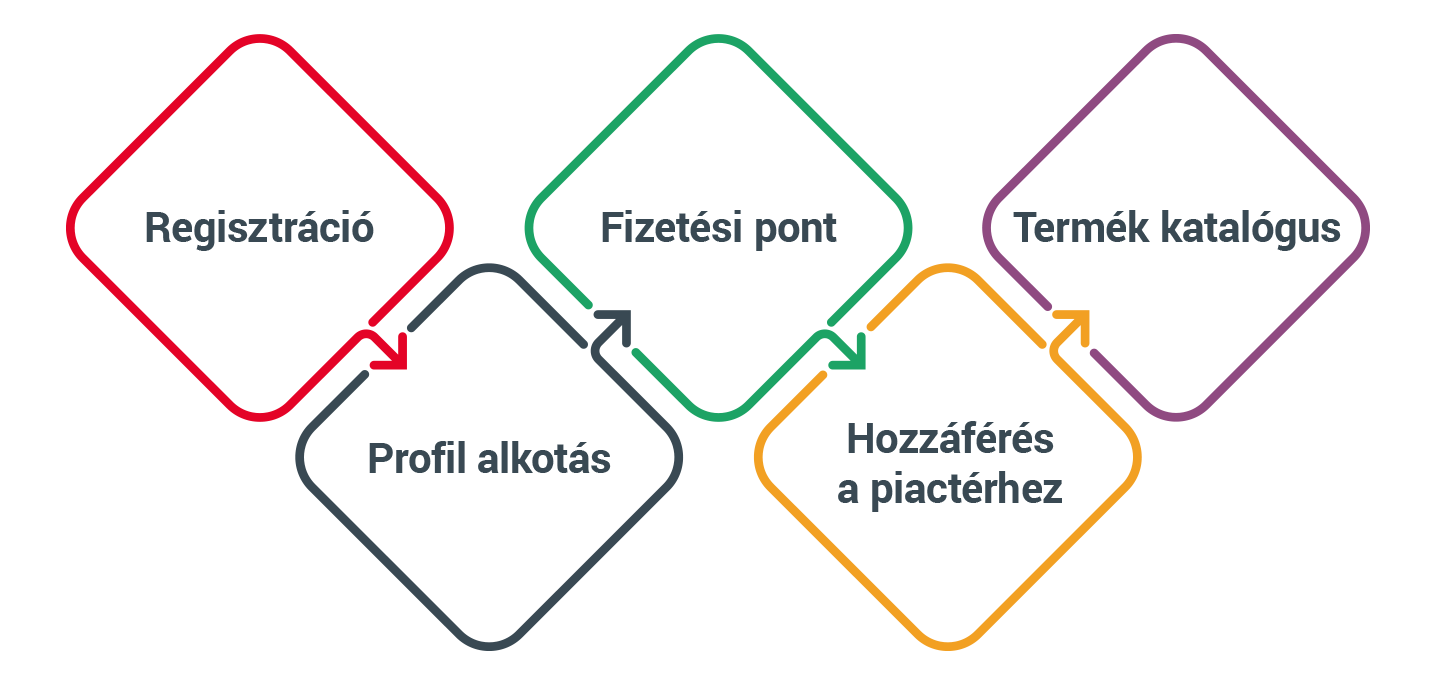 Regisztráció
Profil alkotás
Fizetési pont
Hozzáférés
a piactérhez
Termék katalógus